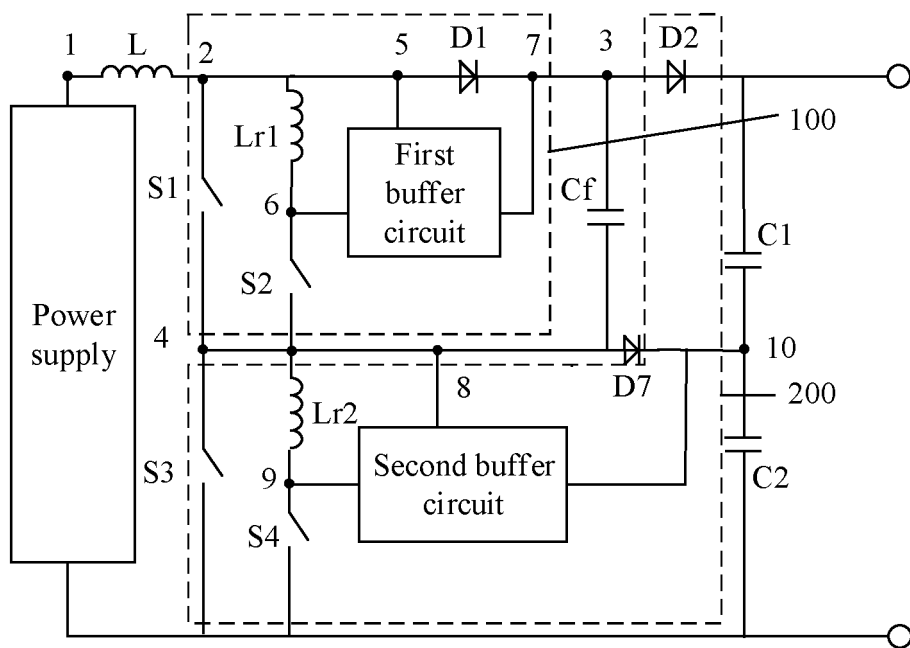 1
L
2
5
D1
7
3
D2
100
Lr1
First
buffer
circuit
S1
6
Cf
S2
C1
Power
supply
4
10
8
D7
200
Lr2
S3
9
Second buffer
circuit
C2
S4